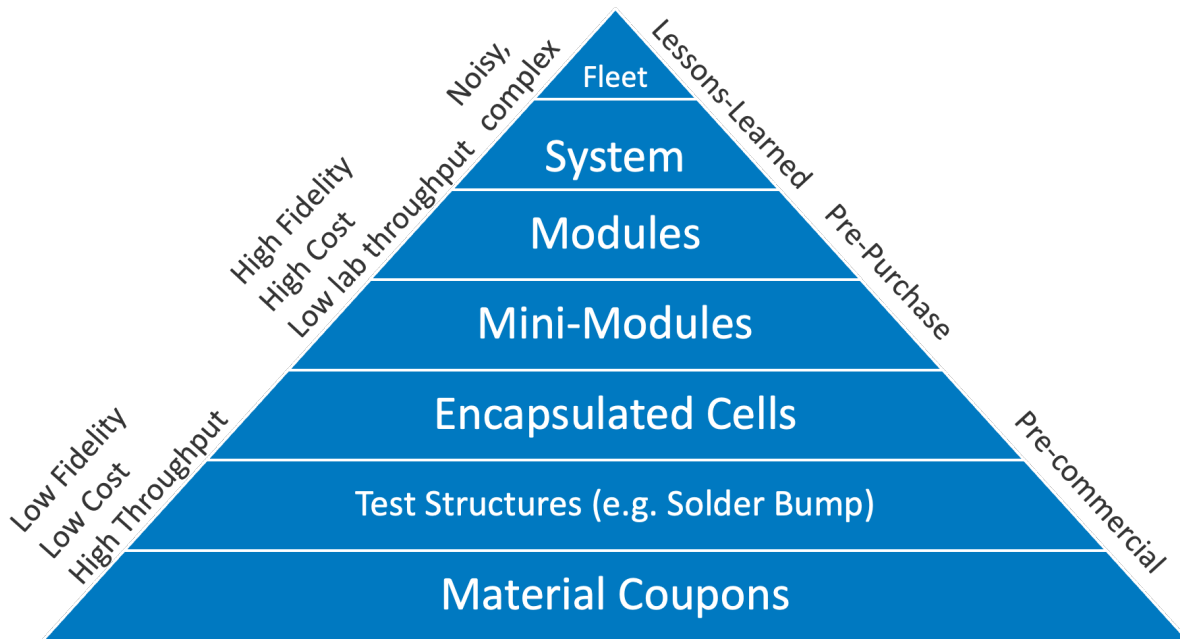 Noisy,
complex
Lessons-Learned
Fleet
System
High Fidelity
High Cost
Low lab throughput
Pre-Purchase
Modules
Mini-Modules
Low Fidelity
Low Cost
High Throughput
Pre-commercial
Encapsulated Cells
Test Structures (e.g. Solder Bump)
Material Coupons